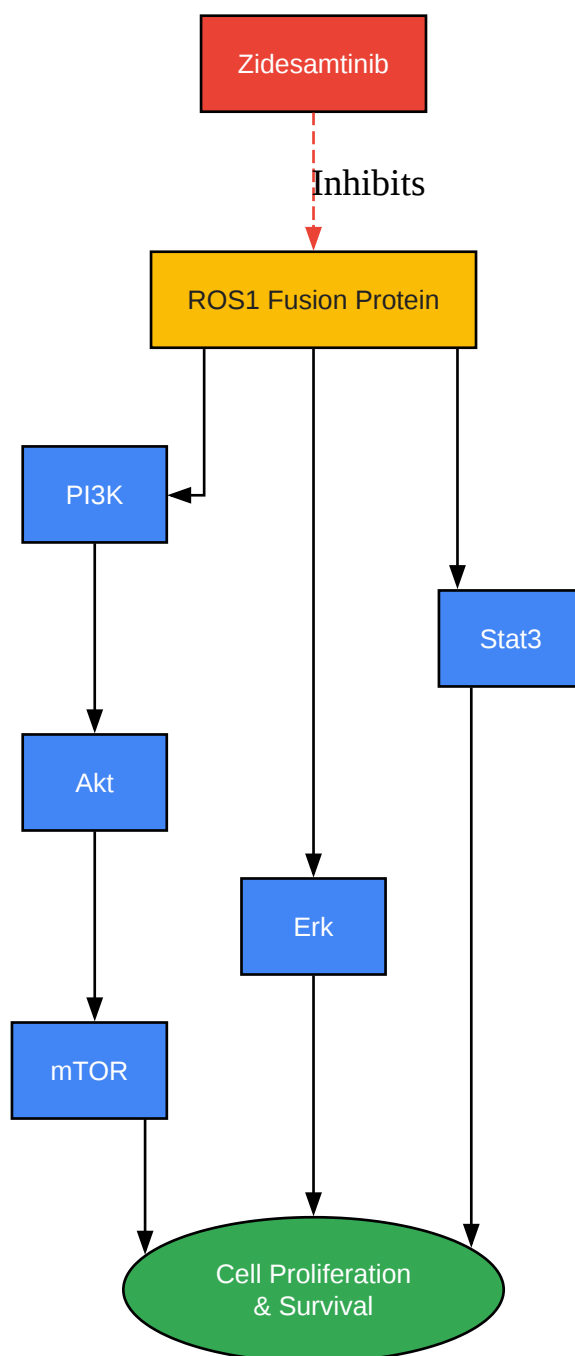 Zidesamtinib
Inhibits
ROS1 Fusion Protein
PI3K
Stat3
Akt
Erk
mTOR
Cell Proliferation
& Survival